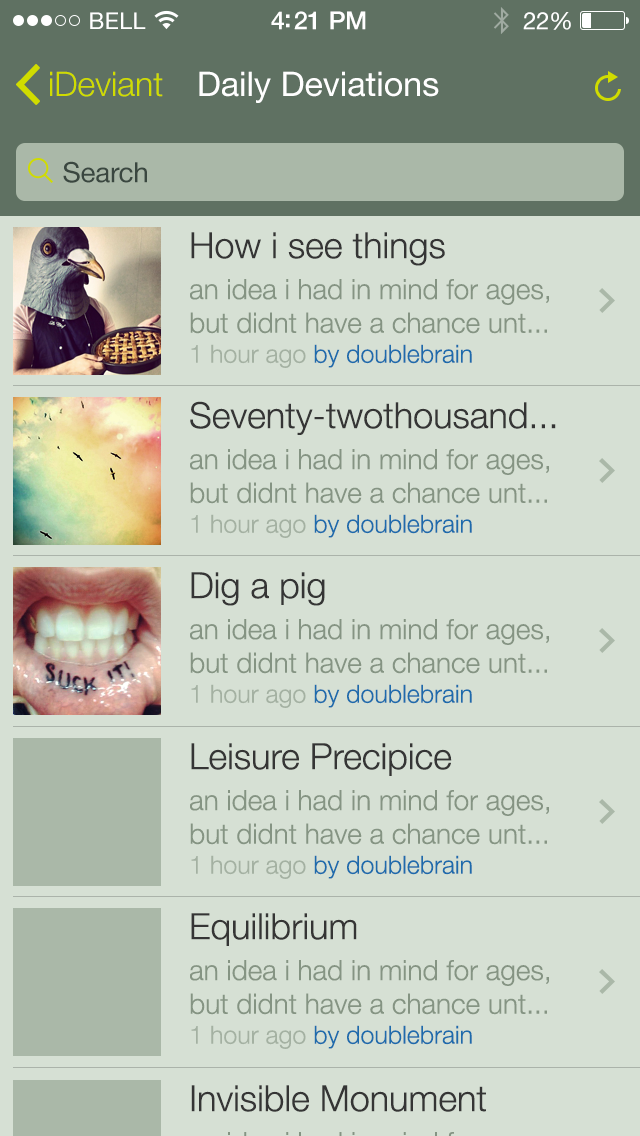 BELL 4:21 PM 22%
iDeviant Daily Deviations
Search
How i see things
an idea i had in mind for ages,
but didnt have a chance unt...
1 hour ago by doublebrain
Seventy-twothousand...
an idea i had in mind for ages,
but didnt have a chance unt...
1 hour ago by doublebrain
Dig a pig
an idea i had in mind for ages,
but didnt have a chance unt...
1 hour ago by doublebrain
SUCK IT!
Leisure Precipice
an idea i had in mind for ages,
but didnt have a chance unt...
1 hour ago by doublebrain
Equilibrium
an idea i had in mind for ages,
but didnt have a chance unt...
1 hour ago by doublebrain
Invisible Monument